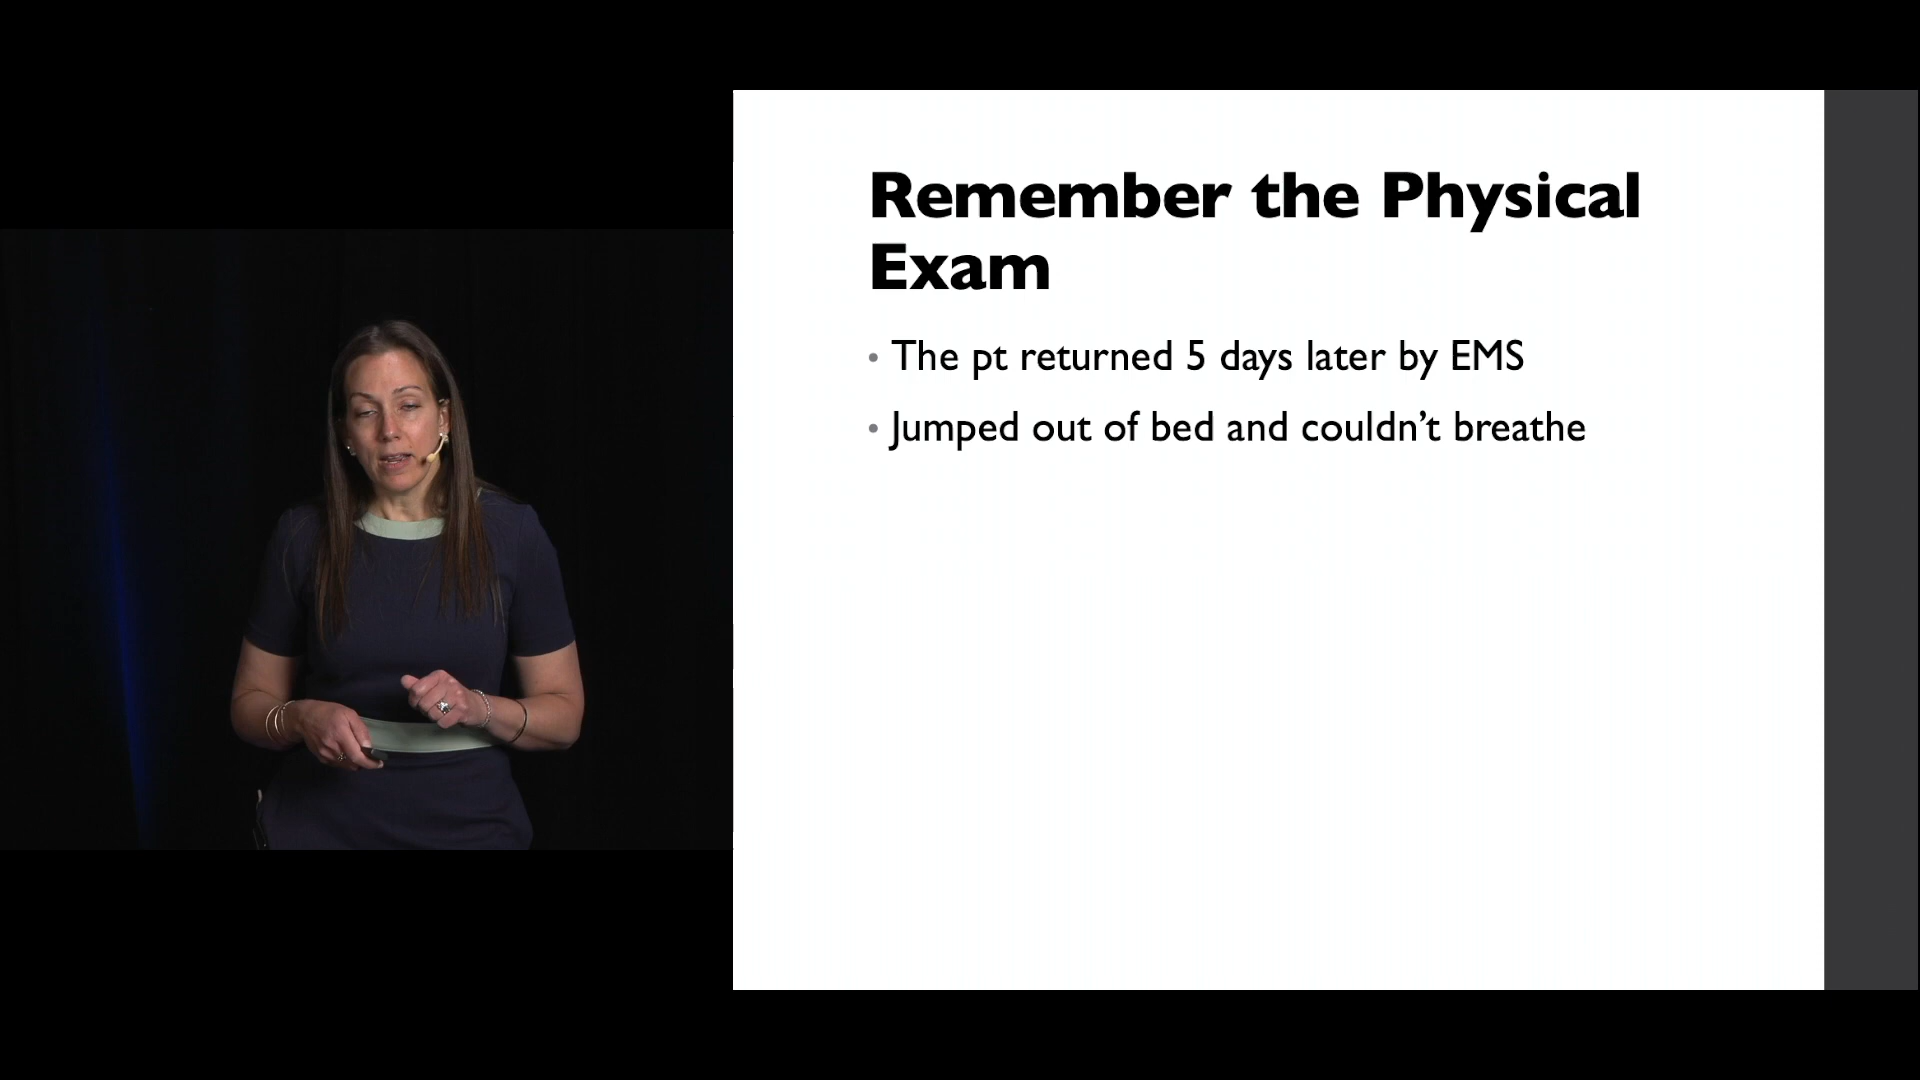 Remember the Physical
Exam
• The pt returned 5 days later by EMS
• Jumped out of bed and couldn’t breathe